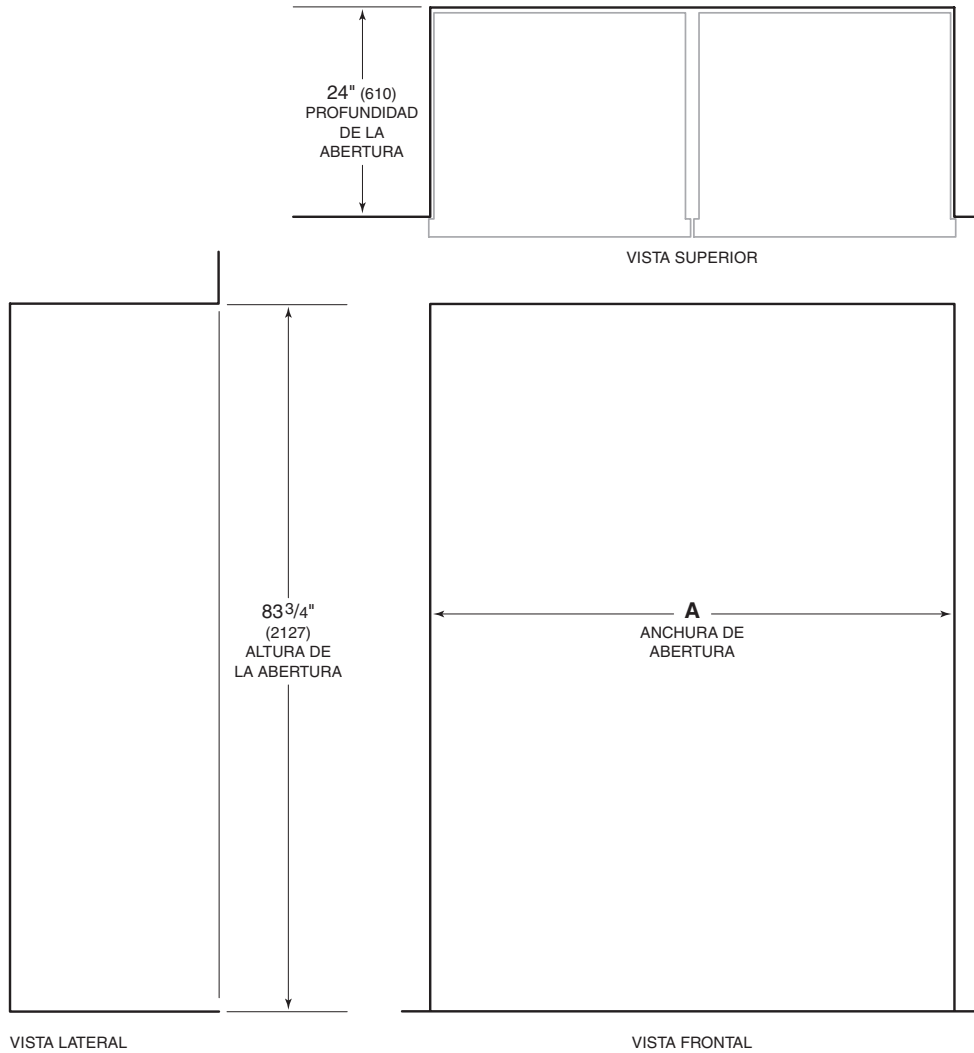 24" (610)
PROFUNDIDAD
DE LA
ABERTURA
VISTA SUPERIOR
83 3/4"
(2127)
ALTURA DE
LA ABERTURA
A
ANCHURA DE
ABERTURA
VISTA LATERAL
VISTA FRONTAL